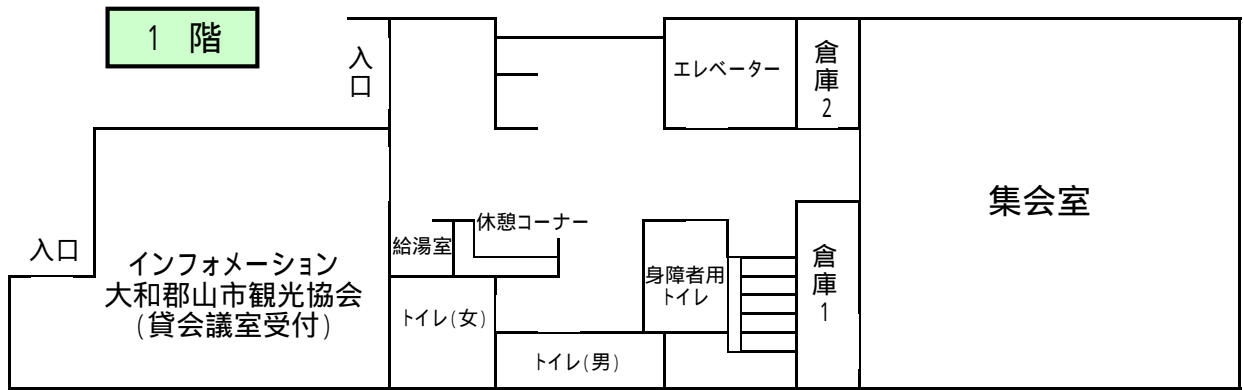 1 階
入口
エレベーター
倉庫2
集会室
入口
インフォメーション
大和郡山市観光協会
(貸会議室受付)
給湯室
休憩コーナー
身障者用
トイレ
倉庫1
トイレ(女)
トイレ(男)